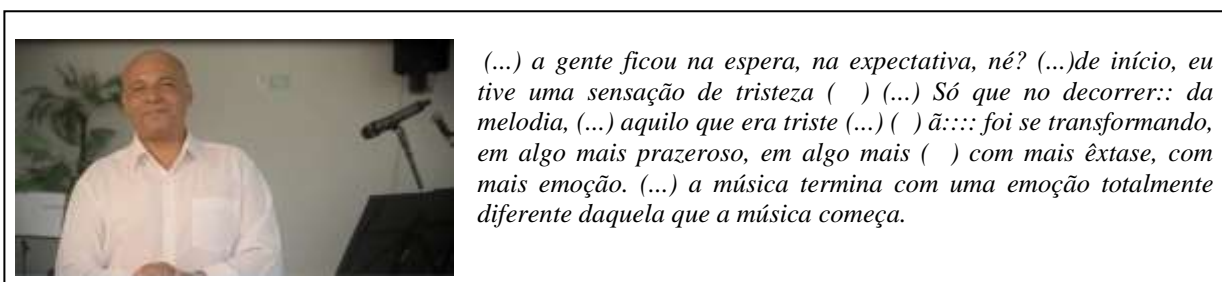 (...) a gente ficou na espera, na expectativa, né? (...)de início, eu
tive uma sensação de tristeza (   ) (...) Só que no decorrer:: da
melodia, (...) aquilo que era triste (...) (  ) ã:::: foi se transformando,
em algo mais prazeroso, em algo mais (   ) com mais êxtase, com
mais emoção. (...) a música termina com uma emoção totalmente
diferente daquela que a música começa.